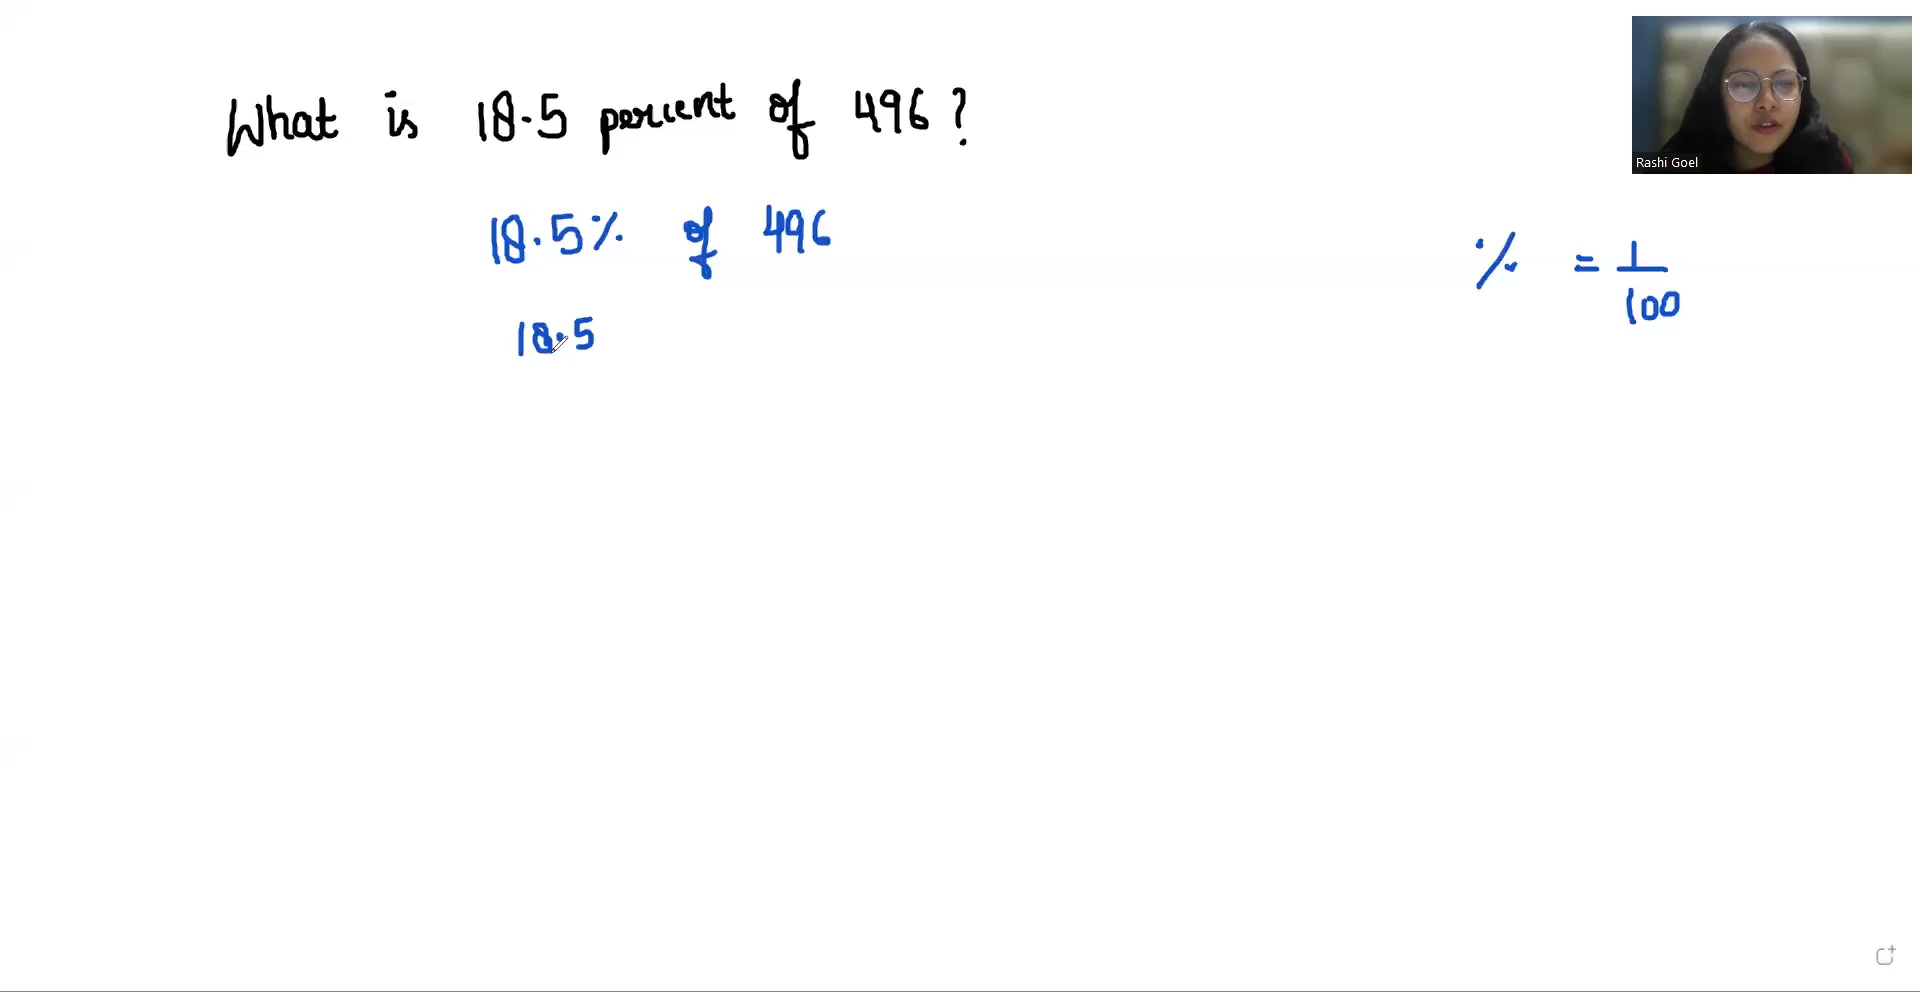 What is 18.5 percent of 496?
Rashi Goel
18.5% of 496
% = 1/100
18.5